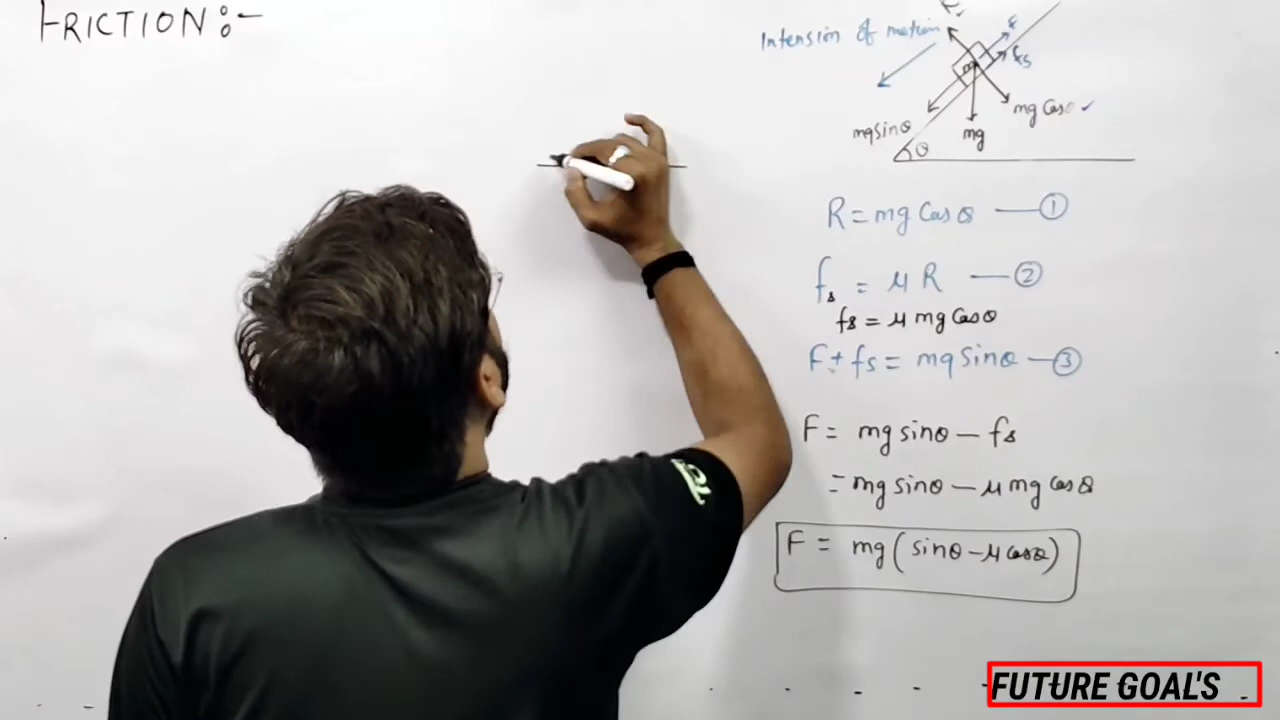 FRICTION:-
Intension of motion
F
fs
m
mg Cosθ ✓
mg sinθ
mg
θ
R = mg Cosθ — ①
fs = μ R — ②
fs = μ mg Cosθ
F + fs = mg Sinθ — ③
F = mg sinθ — fs
= mg sinθ — μ mg cosθ
F = mg ( sinθ - μ cosθ )
FUTURE GOAL'S